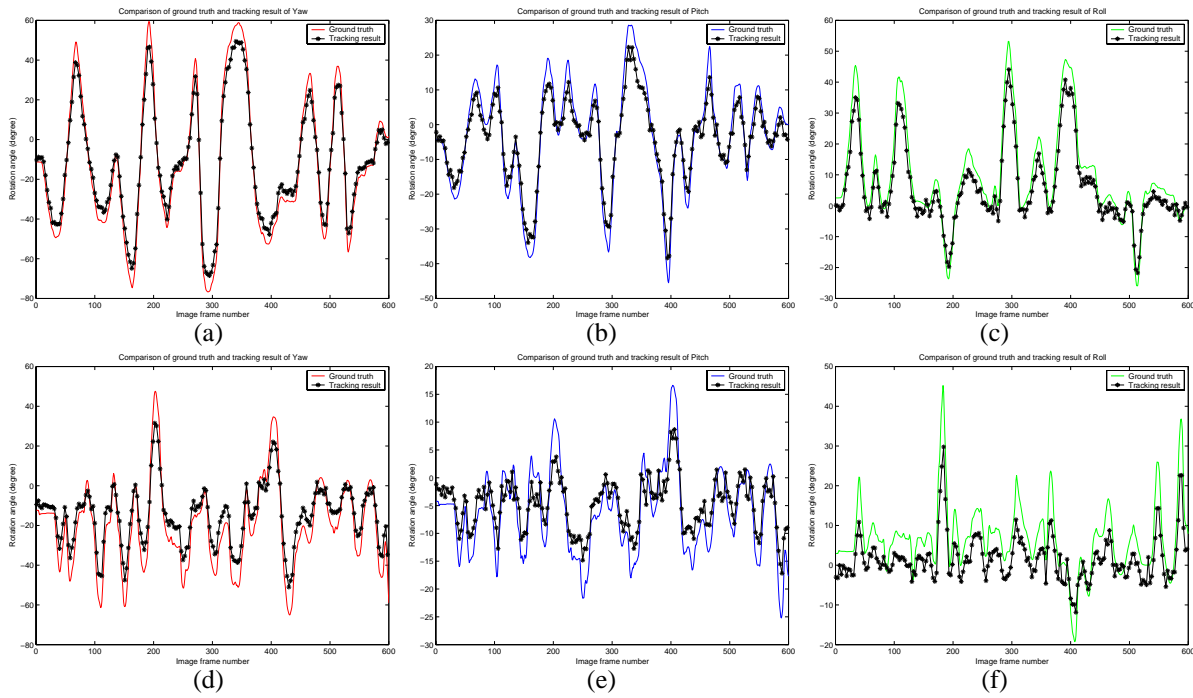 Comparison of ground truth and tracking result of Yaw
Ground truth
Tracking result
Rotation angle (degree)
60
40
20
0
−20
−40
−60
−80
0 100 200 300 400 500 600
Image frame number
(a)
Comparison of ground truth and tracking result of Pitch
Ground truth
Tracking result
Rotation angle (degree)
30
20
10
0
−10
−20
−30
−40
−50
0 100 200 300 400 500 600
Image frame number
(b)
Comparison of ground truth and tracking result of Roll
Ground truth
Tracking result
Rotation angle (degree)
60
50
40
30
20
10
0
−10
−20
−30
0 100 200 300 400 500 600
Image frame number
(c)
Comparison of ground truth and tracking result of Yaw
Ground truth
Tracking result
Rotation angle (degree)
60
40
20
0
−20
−40
−60
−80
0 100 200 300 400 500 600
Image frame number
(d)
Comparison of ground truth and tracking result of Pitch
Ground truth
Tracking result
Rotation angle (degree)
20
15
10
5
0
−5
−10
−15
−20
−25
−30
0 100 200 300 400 500 600
Image frame number
(e)
Comparison of ground truth and tracking result of Roll
Ground truth
Tracking result
Rotation angle (degree)
50
40
30
20
10
0
−10
−20
0 100 200 300 400 500 600
Image frame number
(f)